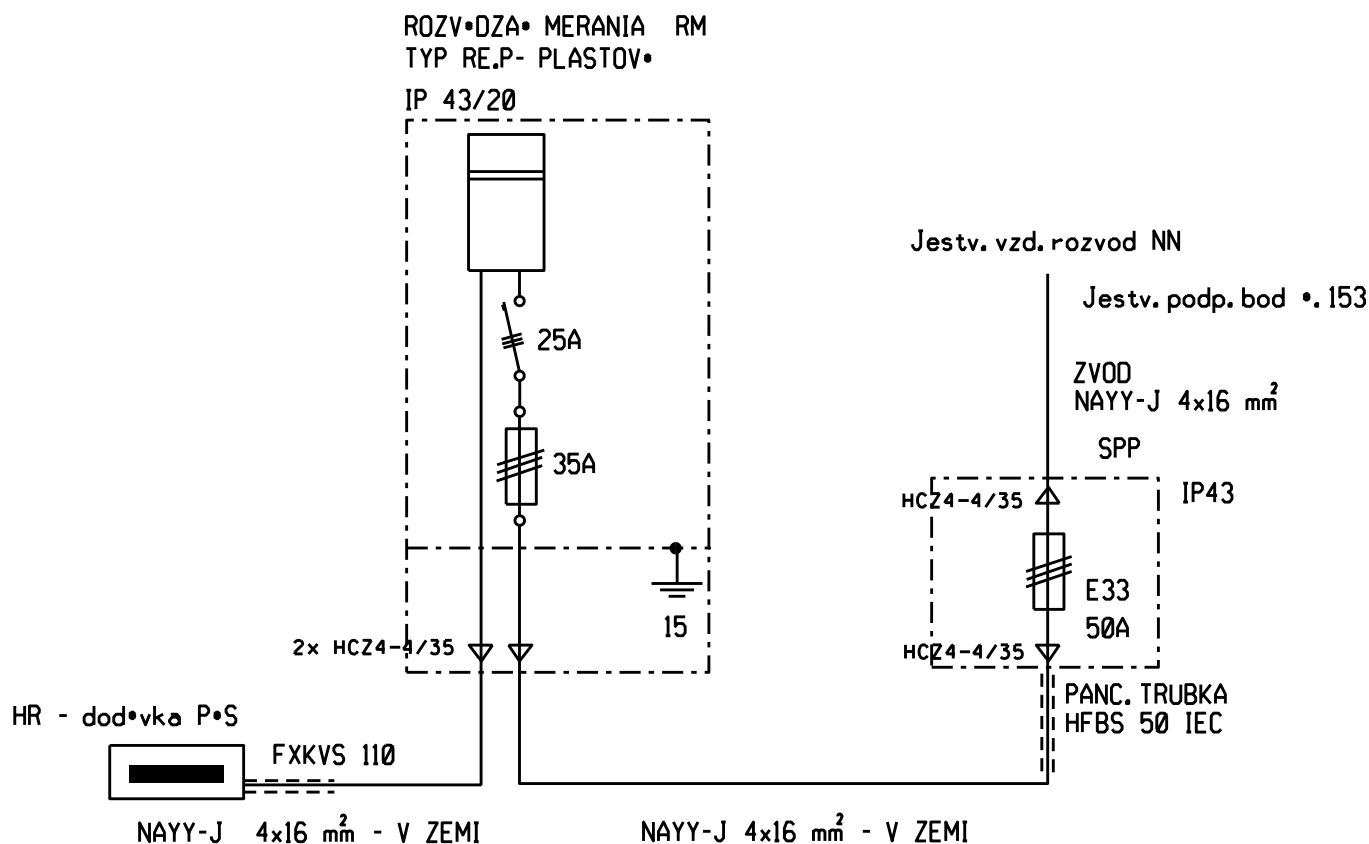 ROZV•DZA• MERANIA RM
TYP RE.P- PLASTOV•
IP 43/20
25A
35A
15
2x HCZ4-4/35
Jestv. vzd. rozvod NN
Jestv. podp. bod •. 153
ZVOD
NAYY-J 4x16 mm²
SPP
IP43
HCZ4-4/35
E33
50A
HCZ4-4/35
PANC. TRUBKA
HFBS 50 IEC
HR - dod•vka P•S
FXKVS 110
NAYY-J 4x16 mm² - V ZEMI
NAYY-J 4x16 mm² - V ZEMI